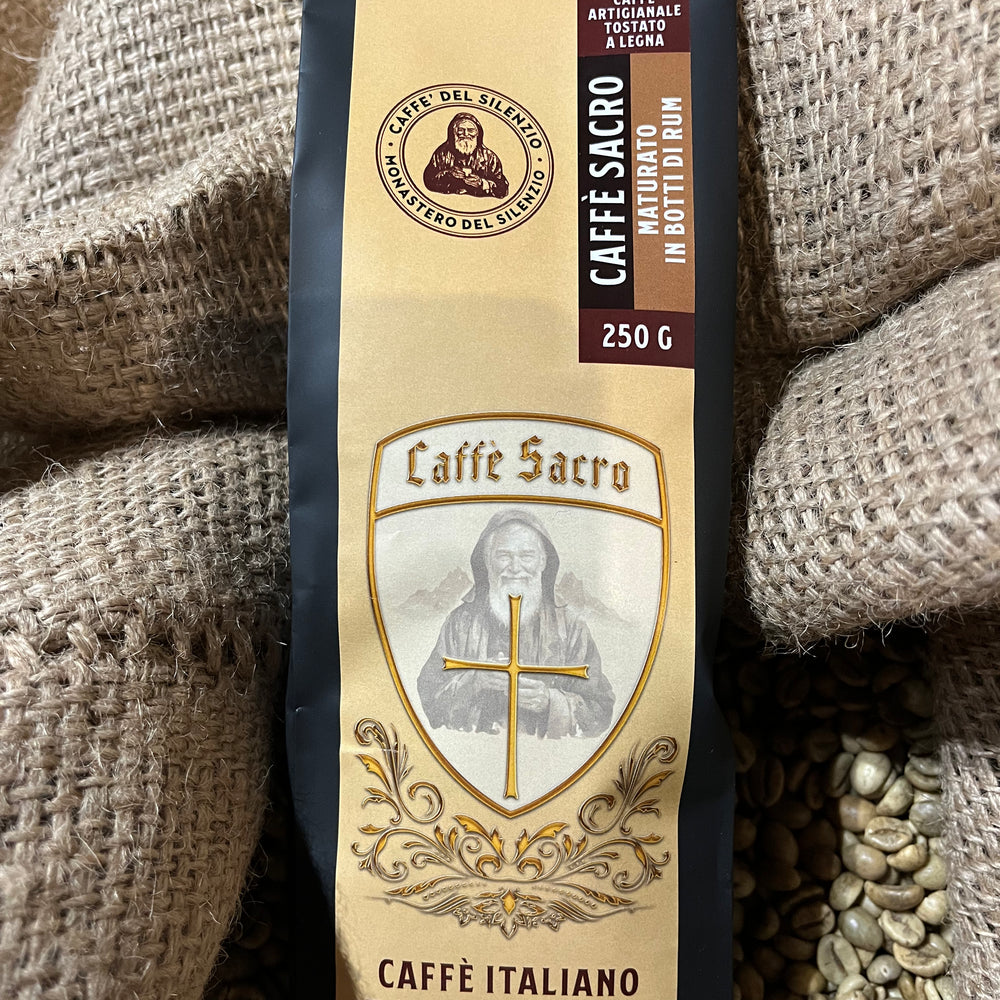 CAFFÈ
ARTIGIANALE
TOSTATO
A LEGNA
CAFFE' DEL SILENZIO
MONASTERO DEL SILENZIO
CAFFÈ SACRO
MATURATO
IN BOTTI DI RUM
250 G
Caffè Sacro
CAFFÈ ITALIANO